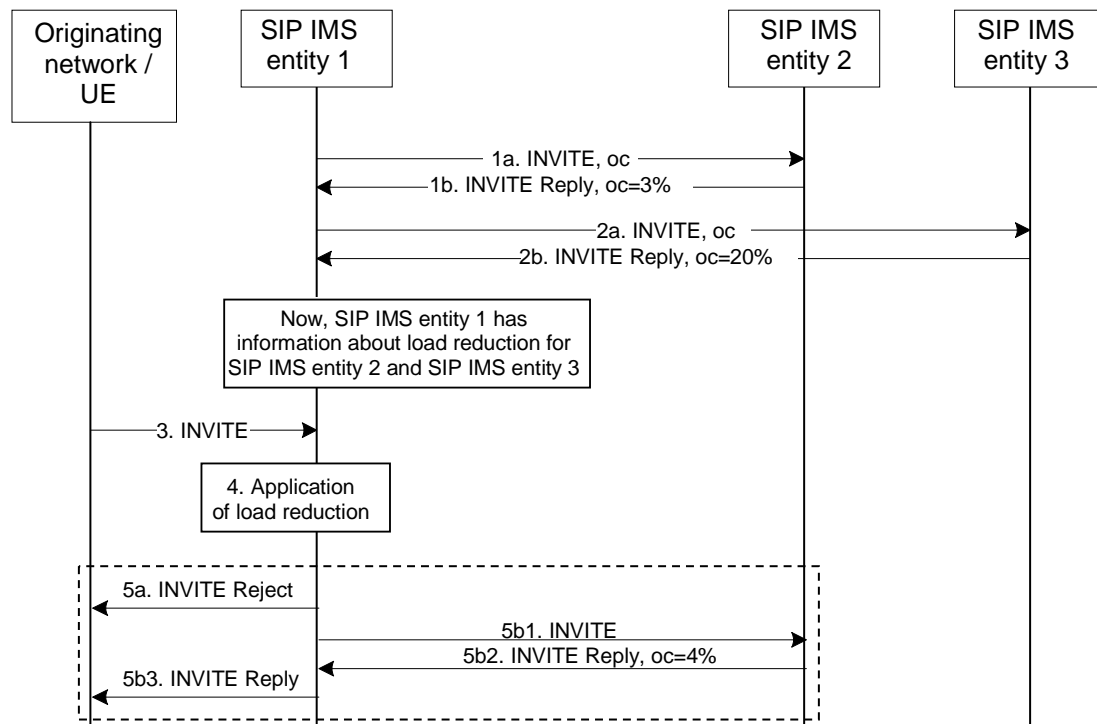 Originating
network /
UE
SIP IMS
entity 1
SIP IMS
entity 2
SIP IMS
entity 3
1a. INVITE, oc
1b. INVITE Reply, oc=3%
2a. INVITE, oc
2b. INVITE Reply, oc=20%
Now, SIP IMS entity 1 has
information about load reduction for
SIP IMS entity 2 and SIP IMS entity 3
3. INVITE
4. Application
of load reduction
5a. INVITE Reject
5b1. INVITE
5b2. INVITE Reply, oc=4%
5b3. INVITE Reply